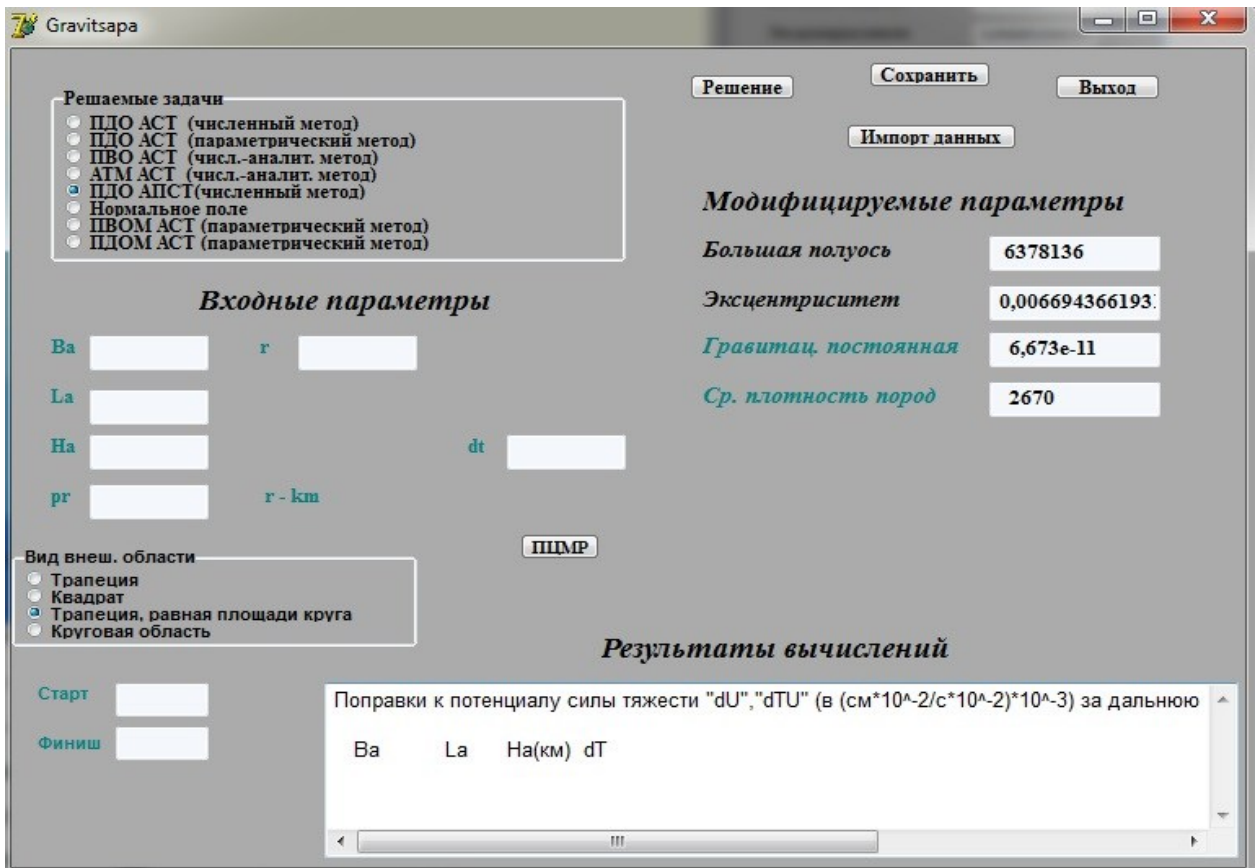 Gravitsapa
Решение
Сохранить
Выход
Импорт данных
Решаемые задачи
ПДО АСТ (численный метод)
ПДО АСТ (параметрический метод)
ПВО АСТ (числ.-аналит. метод)
АТМ АСТ (числ.-аналит. метод)
ПДО АПСТ(численный метод)
Нормальное поле
ПВОМ АСТ (параметрический метод)
ПДОМ АСТ (параметрический метод)
Модифицируемые параметры
Большая полуось 6378136
Эксцентриситет 0,00669436619
Гравитац. постоянная 6,673e-11
Ср. плотность пород 2670
Входные параметры
Ba r
La
Ha dt
pr r - km
ПЦМР
Вид внеш. области
Трапеция
Квадрат
Трапеция, равная площади круга
Круговая область
Результаты вычислений
Старт
Финиш
Поправки к потенциалу силы тяжести "dU","dTU" (в (см*10^-2/с*10^-2)*10^-3) за дальнюю
Ba La Ha(км) dT